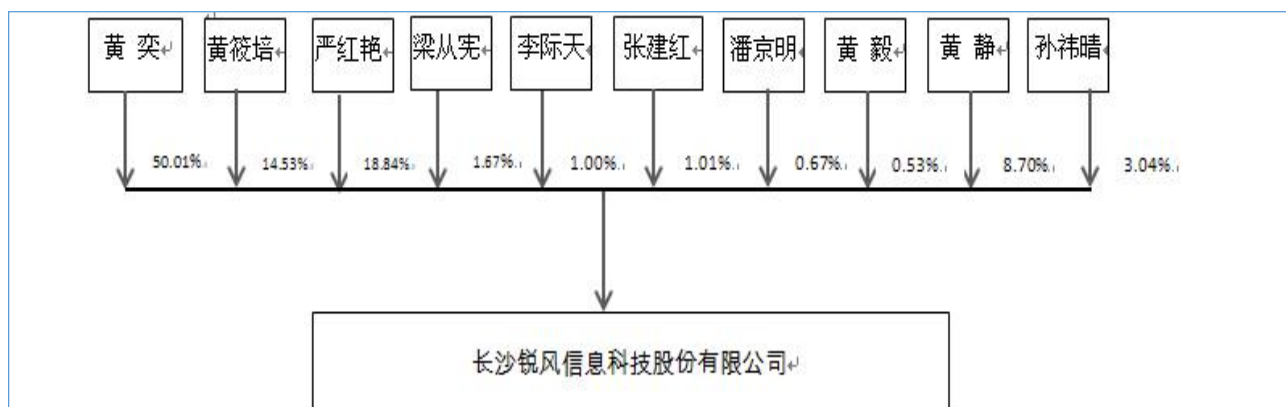 黄 奕 黄筱培 严红艳 梁从宪 李际天 张建红 潘京明 黄 毅 黄 静 孙祎晴
50.01% 14.53% 18.84% 1.67% 1.00% 1.01% 0.67% 0.53% 8.70% 3.04%
长沙锐风信息科技股份有限公司